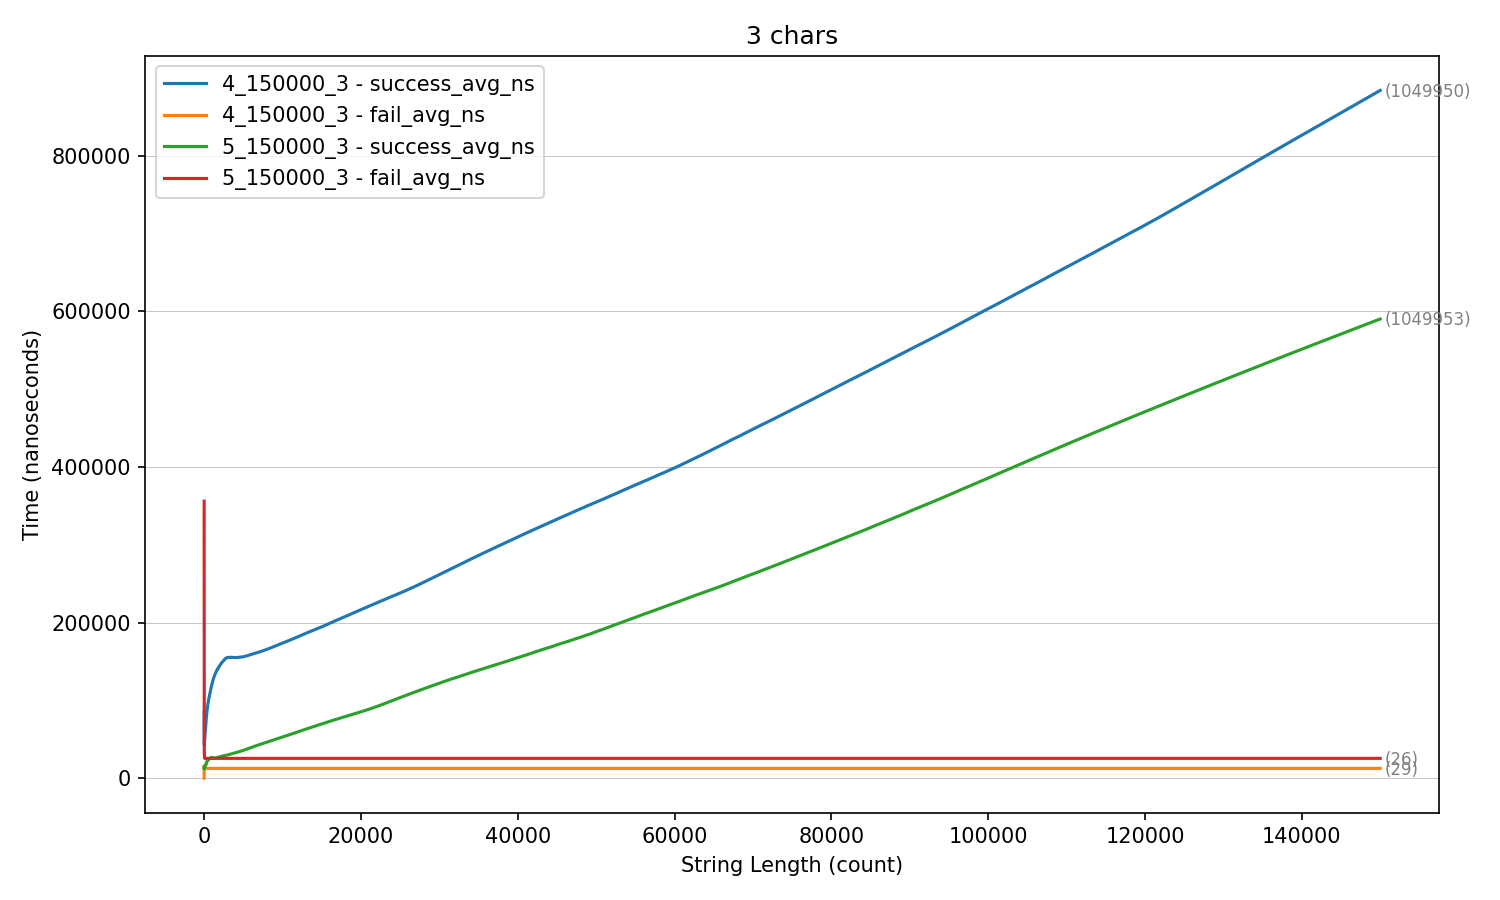 3 chars
4_150000_3 - success_avg_ns
4_150000_3 - fail_avg_ns
5_150000_3 - success_avg_ns
5_150000_3 - fail_avg_ns
(1049950)
(1049953)
(26)
(29)
Time (nanoseconds)
800000
600000
400000
200000
0
0 20000 40000 60000 80000 100000 120000 140000
String Length (count)